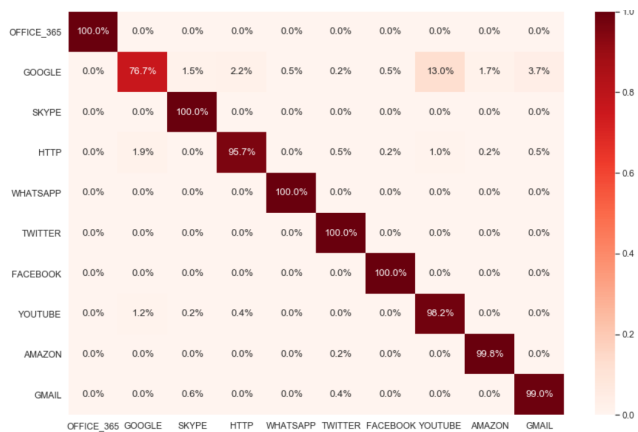 OFFICE_365 100.0% 0.0% 0.0% 0.0% 0.0% 0.0% 0.0% 0.0% 0.0% 0.0%
GOOGLE 0.0% 76.7% 1.5% 2.2% 0.5% 0.2% 0.5% 13.0% 1.7% 3.7%
SKYPE 0.0% 0.0% 100.0% 0.0% 0.0% 0.0% 0.0% 0.0% 0.0% 0.0%
HTTP 0.0% 1.9% 0.0% 95.7% 0.0% 0.5% 0.2% 1.0% 0.2% 0.5%
WHATSAPP 0.0% 0.0% 0.0% 0.0% 100.0% 0.0% 0.0% 0.0% 0.0% 0.0%
TWITTER 0.0% 0.0% 0.0% 0.0% 0.0% 100.0% 0.0% 0.0% 0.0% 0.0%
FACEBOOK 0.0% 0.0% 0.0% 0.0% 0.0% 0.0% 100.0% 0.0% 0.0% 0.0%
YOUTUBE 0.0% 1.2% 0.2% 0.4% 0.0% 0.0% 0.0% 98.2% 0.0% 0.0%
AMAZON 0.0% 0.0% 0.0% 0.0% 0.0% 0.2% 0.0% 0.0% 99.8% 0.0%
GMAIL 0.0% 0.0% 0.6% 0.0% 0.0% 0.4% 0.0% 0.0% 0.0% 99.0%
OFFICE_365 GOOGLE SKYPE HTTP WHATSAPP TWITTER FACEBOOK YOUTUBE AMAZON GMAIL
1.0
0.8
0.6
0.4
0.2
0.0